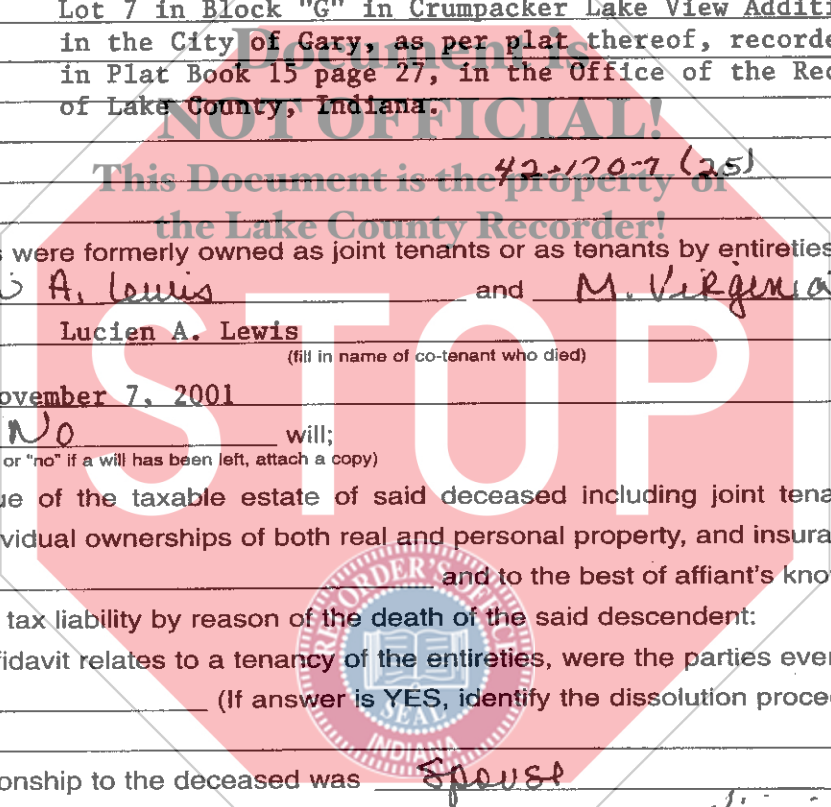 Lot 7 in Block "G" in Crumpacker Lake View Additi
in the City of Gary, as per plat thereof, recorde
in Plat Book 15 page 27, in the Office of the Rec
of Lake County, Indiana.
Document is
NOT OFFICIAL!
This Document is the property of
the Lake County Recorder!
42-170-7 (25)
were formerly owned as joint tenants or as tenants by entireties
A. Lewis and M. Virginia
Lucien A. Lewis
(fill in name of co-tenant who died)
ovember 7, 2001
No will;
or "no" if a will has been left, attach a copy)
STOP
ue of the taxable estate of said deceased including joint tena
vidual ownerships of both real and personal property, and insura
and to the best of affiant's kno
tax liability by reason of the death of the said descendent:
fidavit relates to a tenancy of the entireties, were the parties ever
(If answer is YES, identify the dissolution proce
RECORDER'S OFFICE
SEAL
INDIANA
onship to the deceased was Spouse